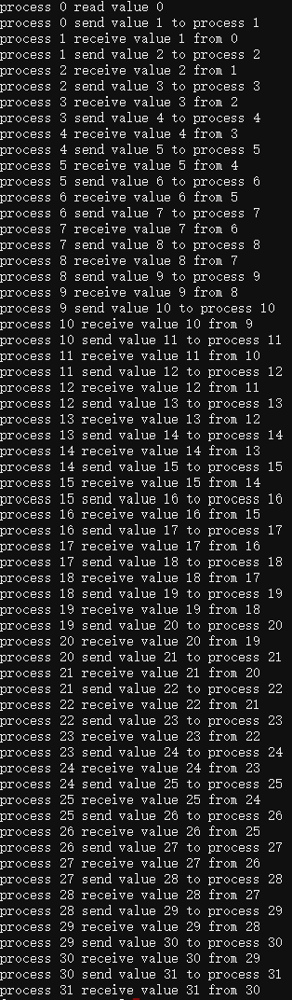 process 0 read value 0
process 0 send value 1 to process 1
process 1 receive value 1 from 0
process 1 send value 2 to process 2
process 2 receive value 2 from 1
process 2 send value 3 to process 3
process 3 receive value 3 from 2
process 3 send value 4 to process 4
process 4 receive value 4 from 3
process 4 send value 5 to process 5
process 5 receive value 5 from 4
process 5 send value 6 to process 6
process 6 receive value 6 from 5
process 6 send value 7 to process 7
process 7 receive value 7 from 6
process 7 send value 8 to process 8
process 8 receive value 8 from 7
process 8 send value 9 to process 9
process 9 receive value 9 from 8
process 9 send value 10 to process 10
process 10 receive value 10 from 9
process 10 send value 11 to process 11
process 11 receive value 11 from 10
process 11 send value 12 to process 12
process 12 receive value 12 from 11
process 12 send value 13 to process 13
process 13 receive value 13 from 12
process 13 send value 14 to process 14
process 14 receive value 14 from 13
process 14 send value 15 to process 15
process 15 receive value 15 from 14
process 15 send value 16 to process 16
process 16 receive value 16 from 15
process 16 send value 17 to process 17
process 17 receive value 17 from 16
process 17 send value 18 to process 18
process 18 receive value 18 from 17
process 18 send value 19 to process 19
process 19 receive value 19 from 18
process 19 send value 20 to process 20
process 20 receive value 20 from 19
process 20 send value 21 to process 21
process 21 receive value 21 from 20
process 21 send value 22 to process 22
process 22 receive value 22 from 21
process 22 send value 23 to process 23
process 23 receive value 23 from 22
process 23 send value 24 to process 24
process 24 receive value 24 from 23
process 24 send value 25 to process 25
process 25 receive value 25 from 24
process 25 send value 26 to process 26
process 26 receive value 26 from 25
process 26 send value 27 to process 27
process 27 receive value 27 from 26
process 27 send value 28 to process 28
process 28 receive value 28 from 27
process 28 send value 29 to process 29
process 29 receive value 29 from 28
process 29 send value 30 to process 30
process 30 receive value 30 from 29
process 30 send value 31 to process 31
process 31 receive value 31 from 30